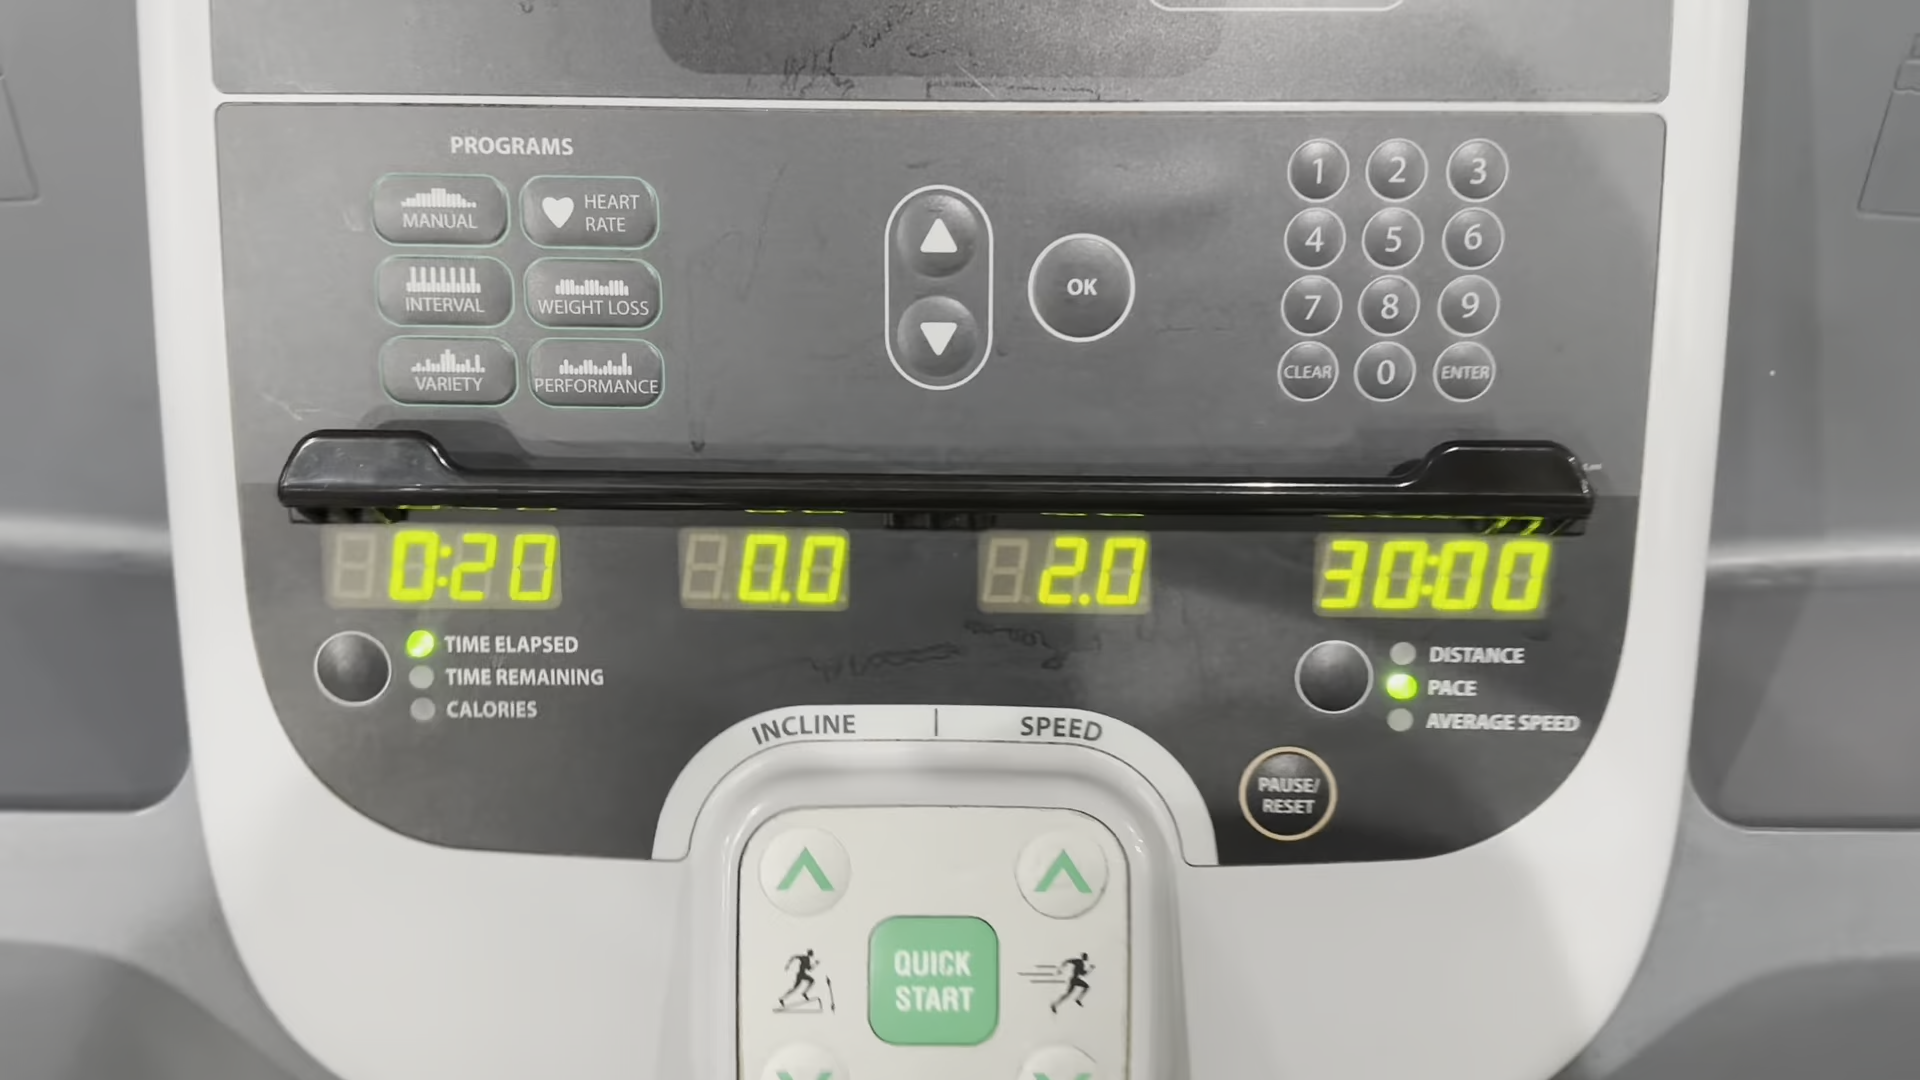 PROGRAMS
MANUAL
HEART
RATE
INTERVAL
WEIGHT LOSS
VARIETY
PERFORMANCE
OK
1 2 3
4 5 6
7 8 9
CLEAR 0 ENTER
0:20 0.0 2.0 30:00
TIME ELAPSED
TIME REMAINING
CALORIES
DISTANCE
PACE
AVERAGE SPEED
INCLINE | SPEED
PAUSE/
RESET
QUICK
START